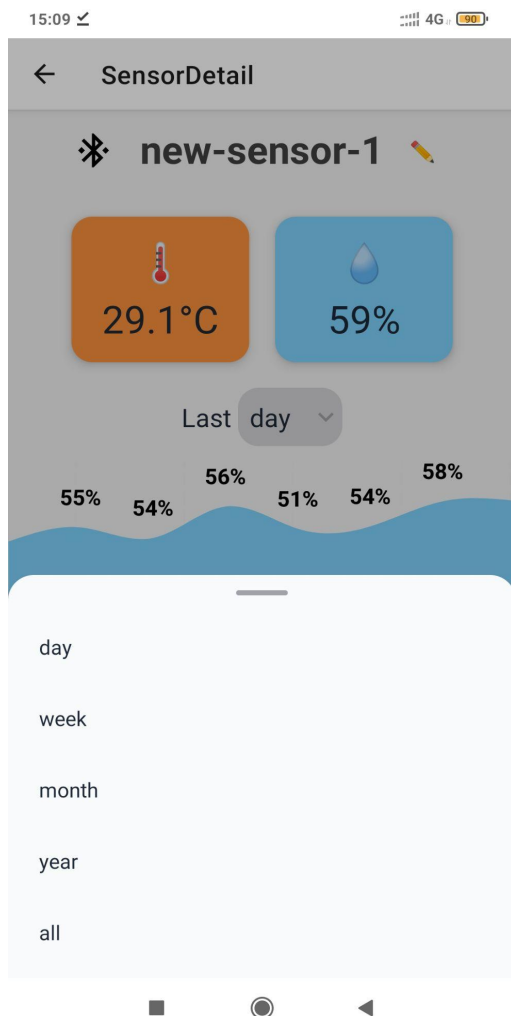 15:09 4G 90
SensorDetail
new-sensor-1
29.1°C 59%
Last day
55% 54% 56% 51% 54% 58%
day
week
month
year
all